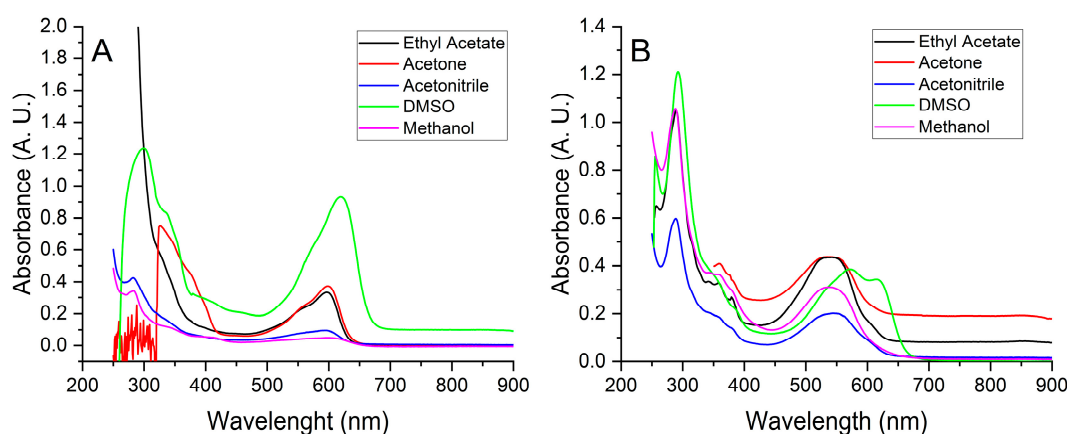 A
Ethyl Acetate
Acetone
Acetonitrile
DMSO
Methanol
Absorbance (A. U.)
2.0
1.8
1.6
1.4
1.2
1.0
0.8
0.6
0.4
0.2
0.0
200 300 400 500 600 700 800 900
Wavelenght (nm)
B
Ethyl Acetate
Acetone
Acetonitrile
DMSO
Methanol
Absorbance (A. U.)
1.4
1.2
1.0
0.8
0.6
0.4
0.2
0.0
200 300 400 500 600 700 800 900
Wavelength (nm)